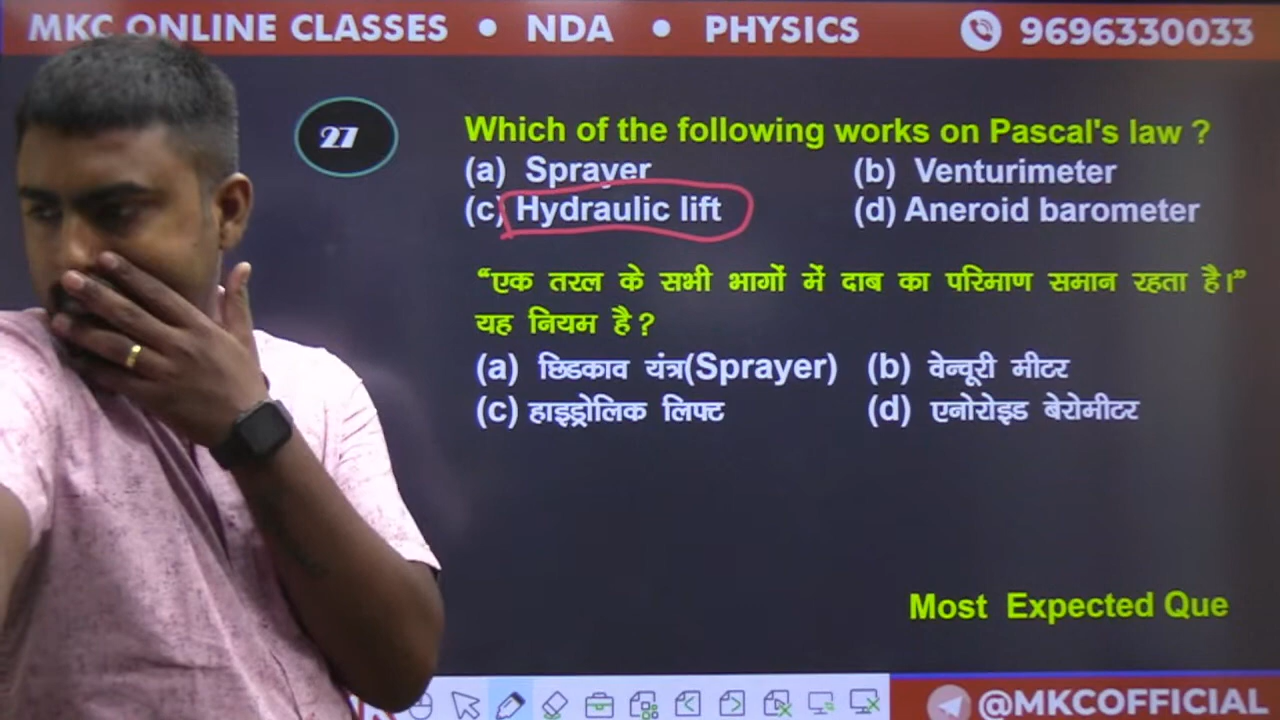 MKC ONLINE CLASSES • NDA • PHYSICS 9696330033
27
Which of the following works on Pascal's law ?
(a) Sprayer (b) Venturimeter
(c) Hydraulic lift (d) Aneroid barometer
“एक तरल के सभी भागों में दाब का परिमाण समान रहता है।”
यह नियम है ?
(a) छिडकाव यंत्र(Sprayer) (b) वेन्चूरी मीटर
(c) हाइड्रोलिक लिफ्ट (d) एनोरोइड बेरोमीटर
Most Expected Que
@MKCOFFICIAL